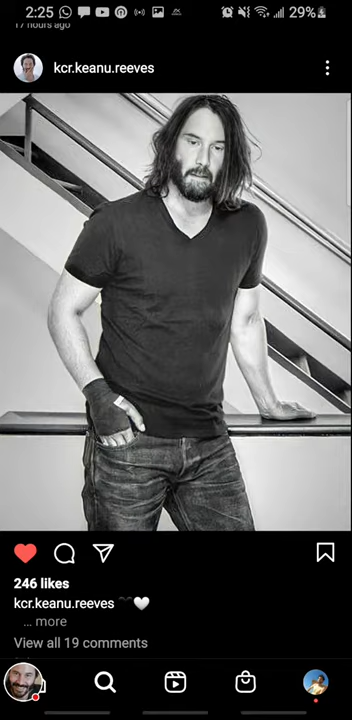 2:25
29%
17 hours ago
kcr.keanu.reeves
246 likes
kcr.keanu.reeves 🖤🤍
... more
View all 19 comments